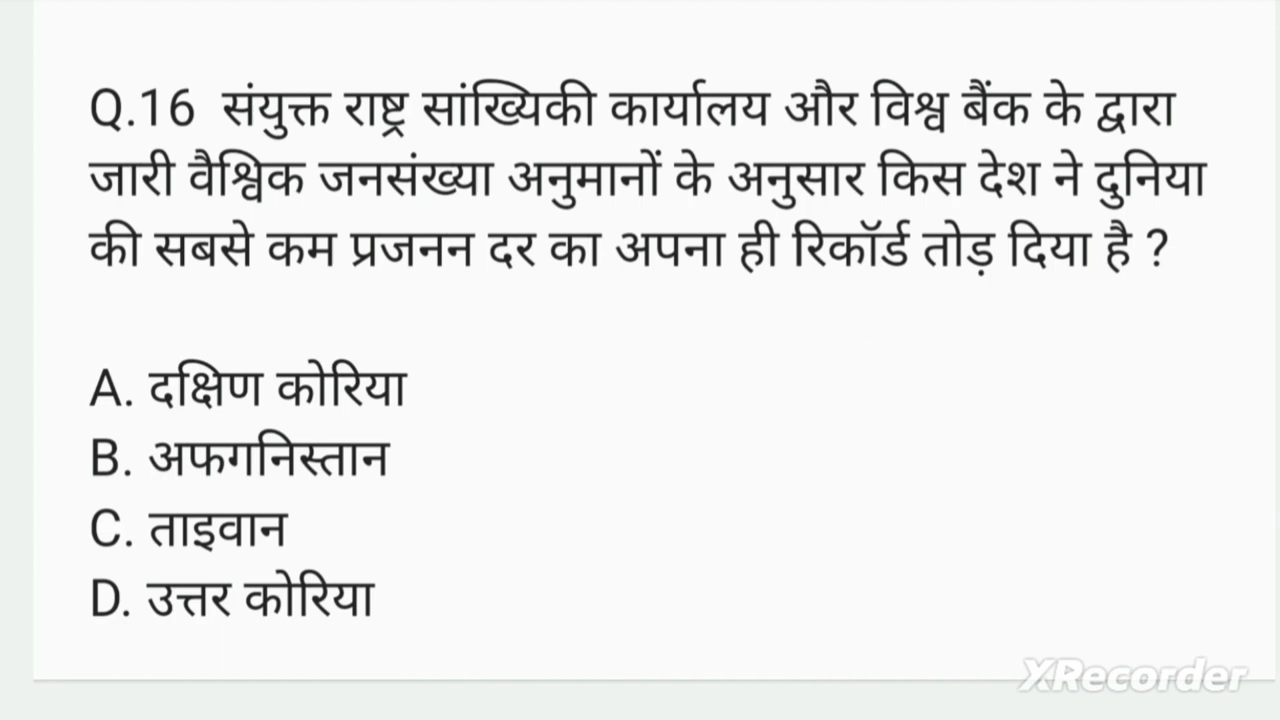 Q.16 संयुक्त राष्ट्र सांख्यिकी कार्यालय और विश्व बैंक के द्वारा
जारी वैश्विक जनसंख्या अनुमानों के अनुसार किस देश ने दुनिया
की सबसे कम प्रजनन दर का अपना ही रिकॉर्ड तोड़ दिया है ?
A. दक्षिण कोरिया
B. अफगनिस्तान
C. ताइवान
D. उत्तर कोरिया
XRecorder